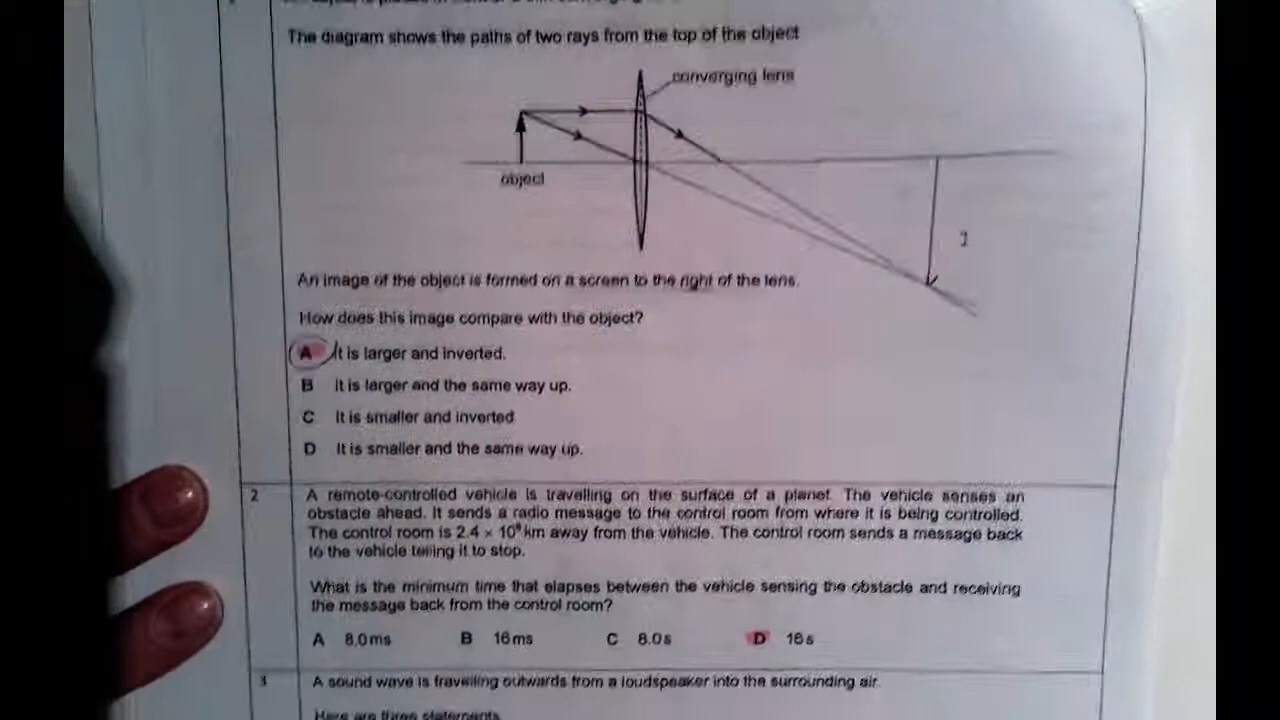 The diagram shows the paths of two rays from the top of the object
converging lens
object
I
An image of the object is formed on a screen to the right of the lens.
How does this image compare with the object?
A It is larger and inverted.
B It is larger and the same way up.
C It is smaller and inverted
D It is smaller and the same way up.
2 A remote-controlled vehicle is travelling on the surface of a planet. The vehicle senses an
obstacle ahead. It sends a radio message to the control room from where it is being controlled.
The control room is 2.4 × 10 km away from the vehicle. The control room sends a message back
to the vehicle telling it to stop.
What is the minimum time that elapses between the vehicle sensing the obstacle and receiving
the message back from the control room?
A 8.0ms B 16ms C 8.0s D 16s
3 A sound wave is travelling outwards from a loudspeaker into the surrounding air.
Here are three statements